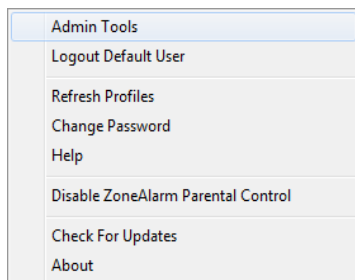 Admin Tools
Logout Default User
Refresh Profiles
Change Password
Help
Disable ZoneAlarm Parental Control
Check For Updates
About